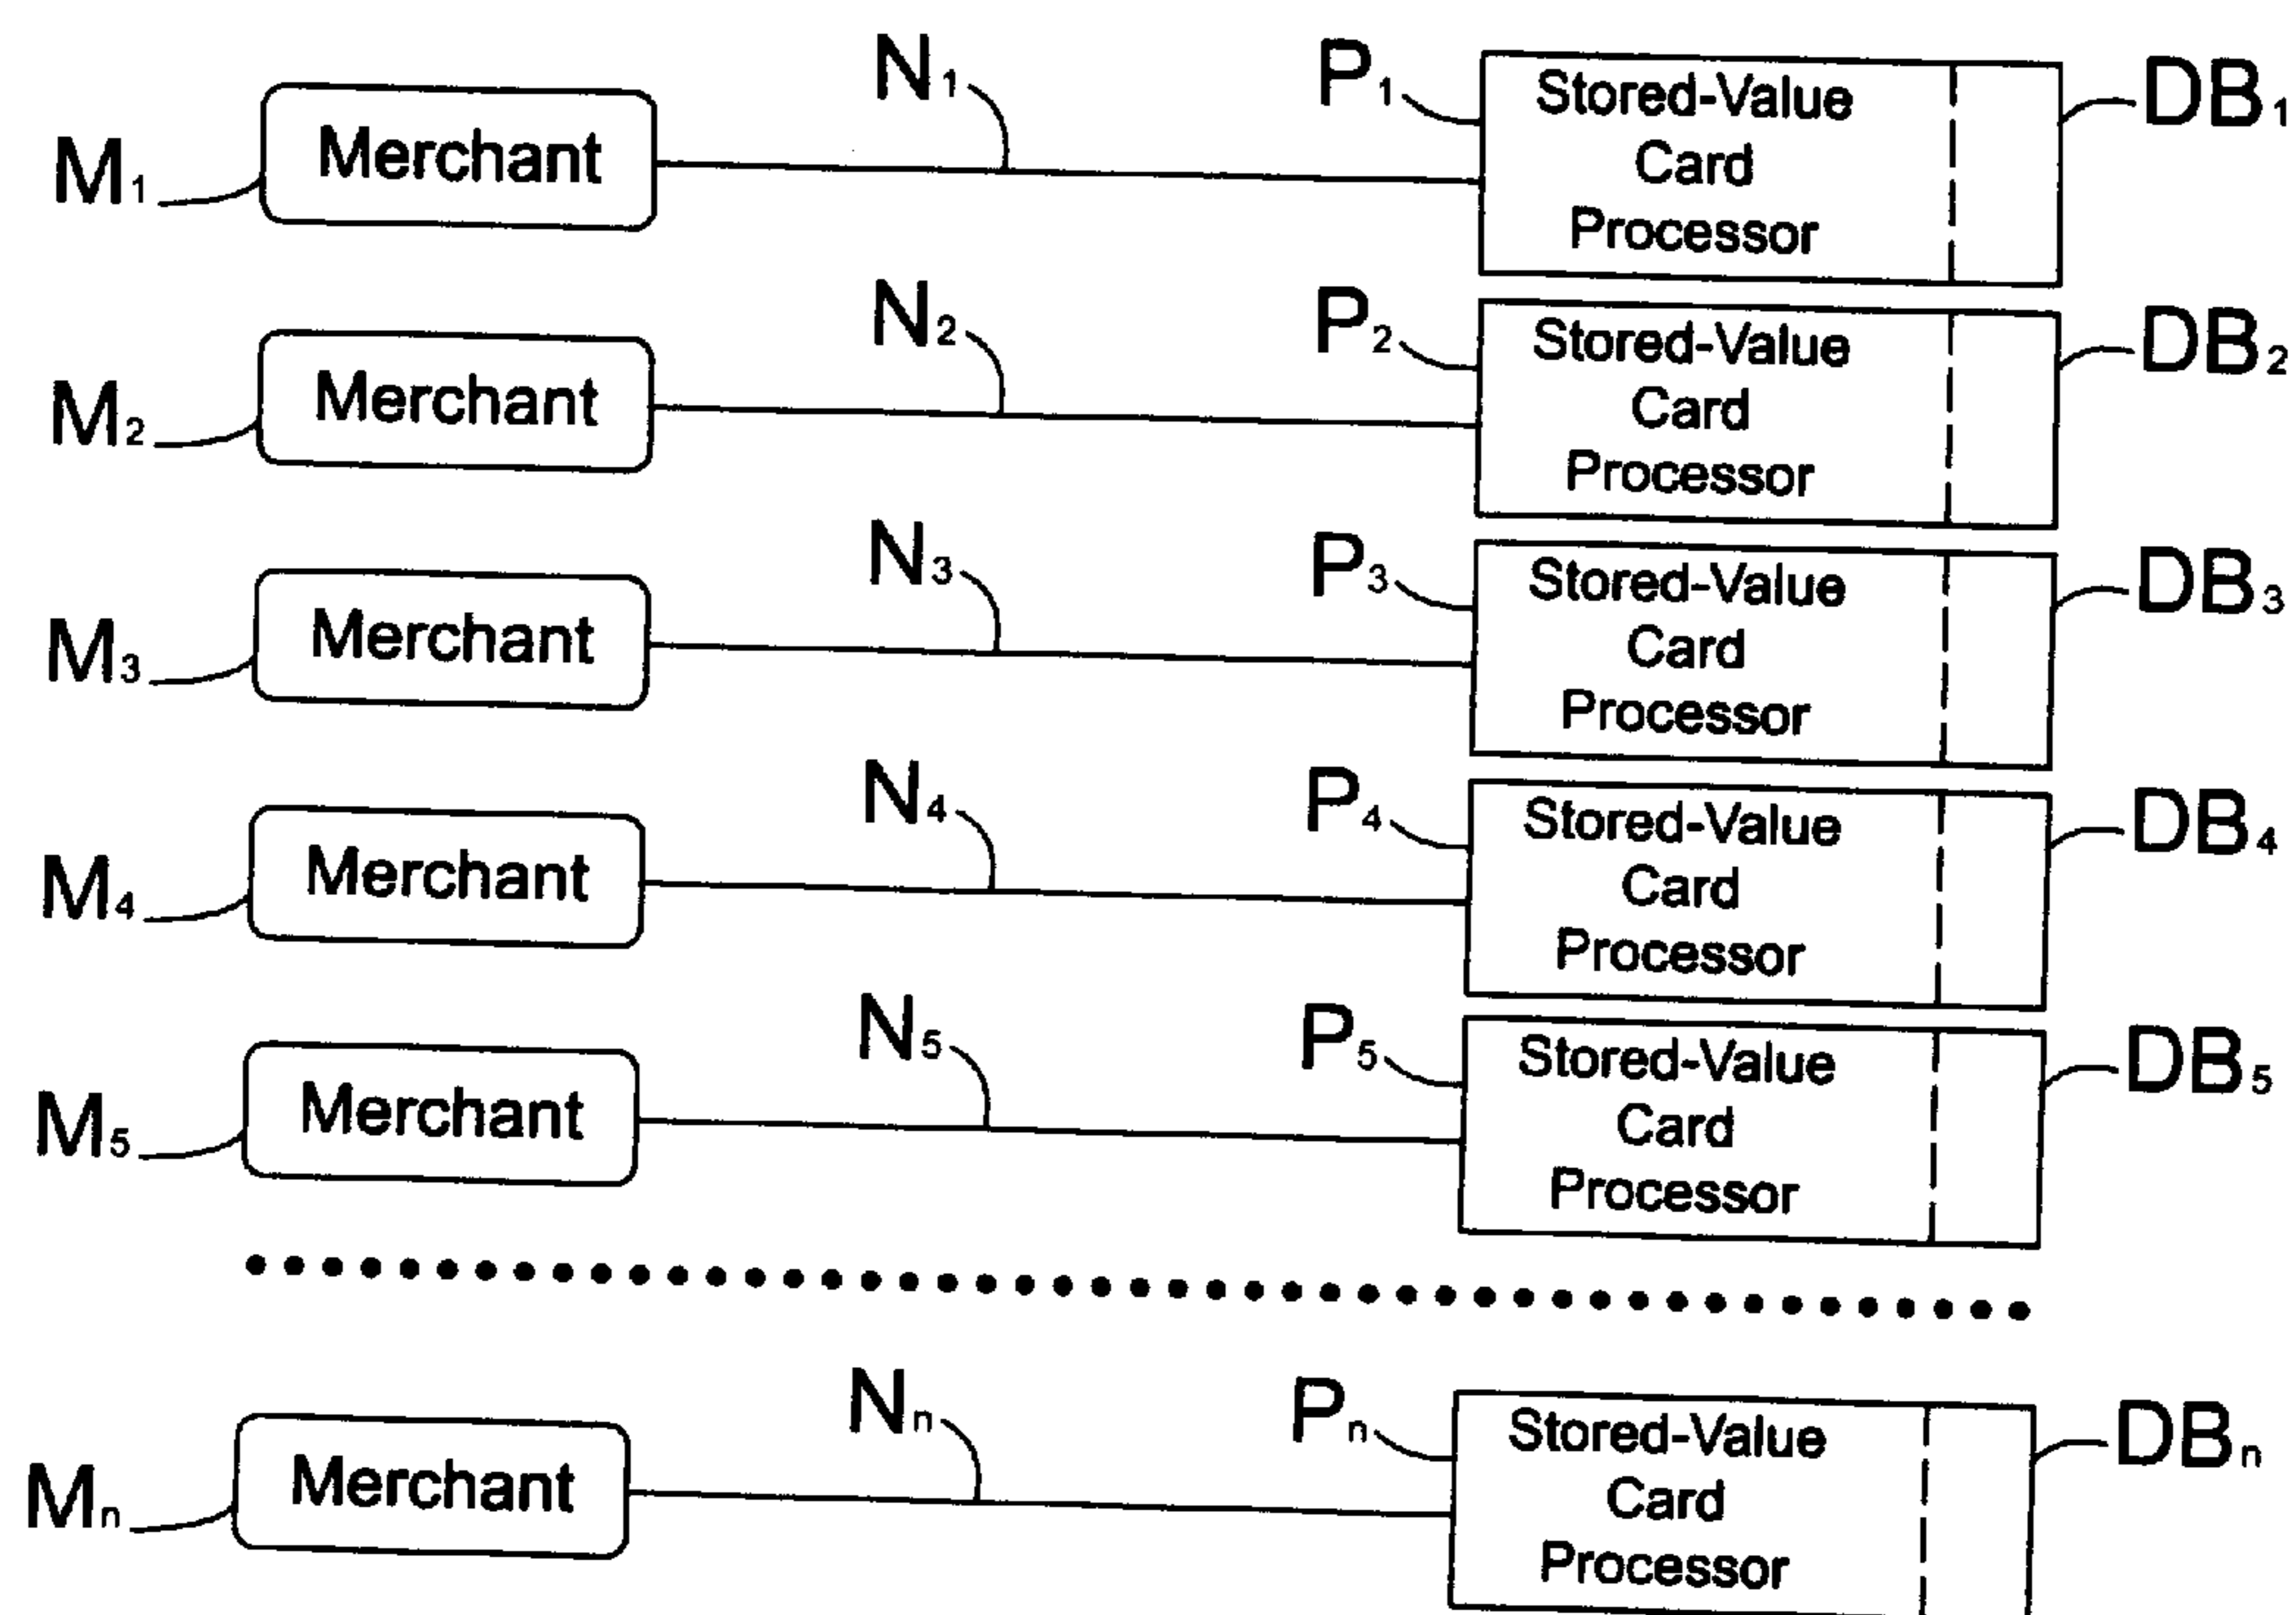 N₁ P₁ Stored-Value DB₁
M₁ Merchant Card
Processor
N₂ P₂ Stored-Value DB₂
M₂ Merchant Card
Processor
N₃ P₃ Stored-Value DB₃
M₃ Merchant Card
Processor
N₄ P₄ Stored-Value DB₄
M₄ Merchant Card
Processor
N₅ P₅ Stored-Value DB₅
M₅ Merchant Card
Processor
Nₙ Pₙ Stored-Value DBₙ
Mₙ Merchant Card
Processor